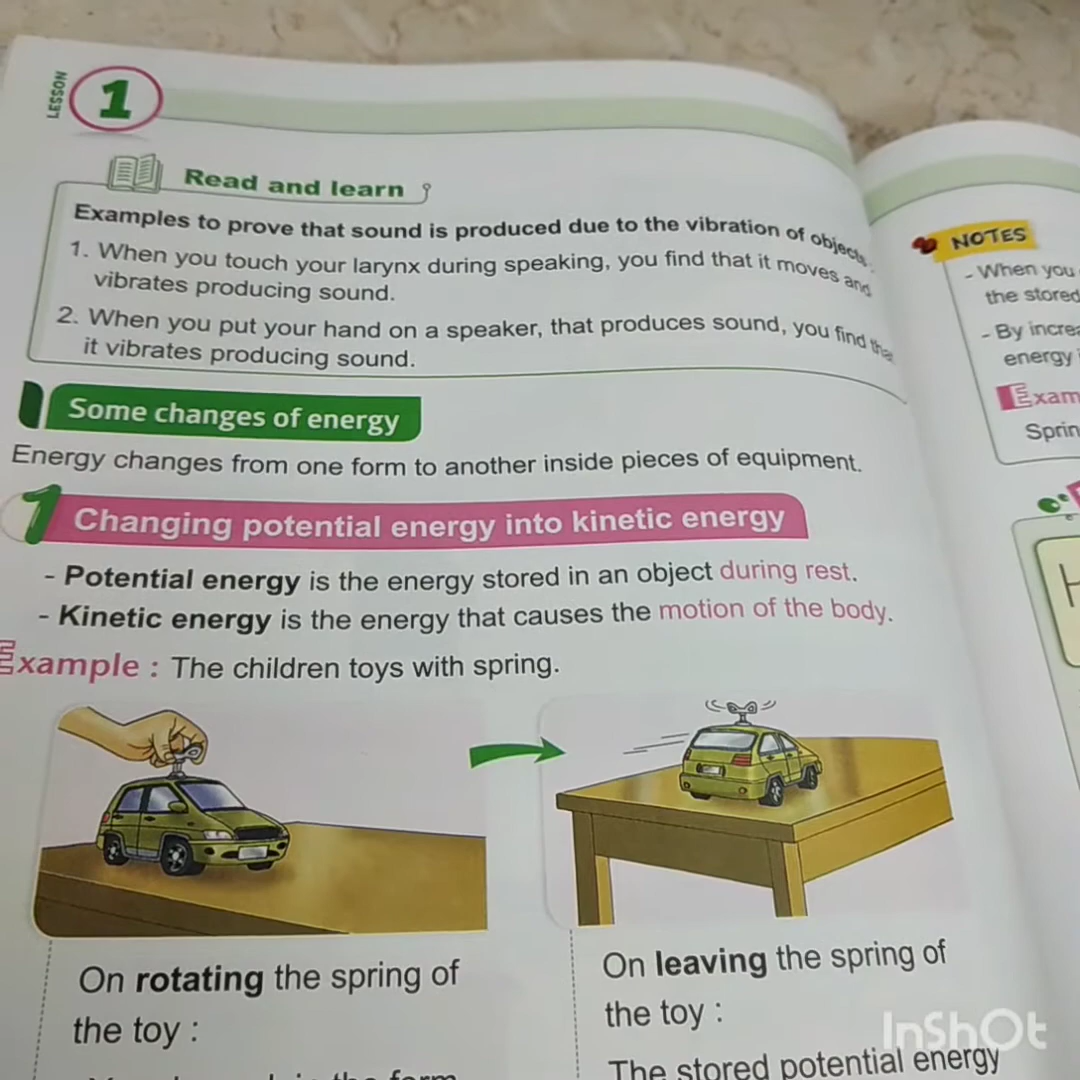 LESSON
1
Read and learn
Examples to prove that sound is produced due to the vibration of objects
1. When you touch your larynx during speaking, you find that it moves and
vibrates producing sound.
2. When you put your hand on a speaker, that produces sound, you find
it vibrates producing sound.
Some changes of energy
Energy changes from one form to another inside pieces of equipment.
1 Changing potential energy into kinetic energy
- Potential energy is the energy stored in an object during rest.
- Kinetic energy is the energy that causes the motion of the body.
Example : The children toys with spring.
On rotating the spring of
the toy :
On leaving the spring of
the toy :
The stored potential energy
NOTES
- When you
the stored
- By
energy
InShOt